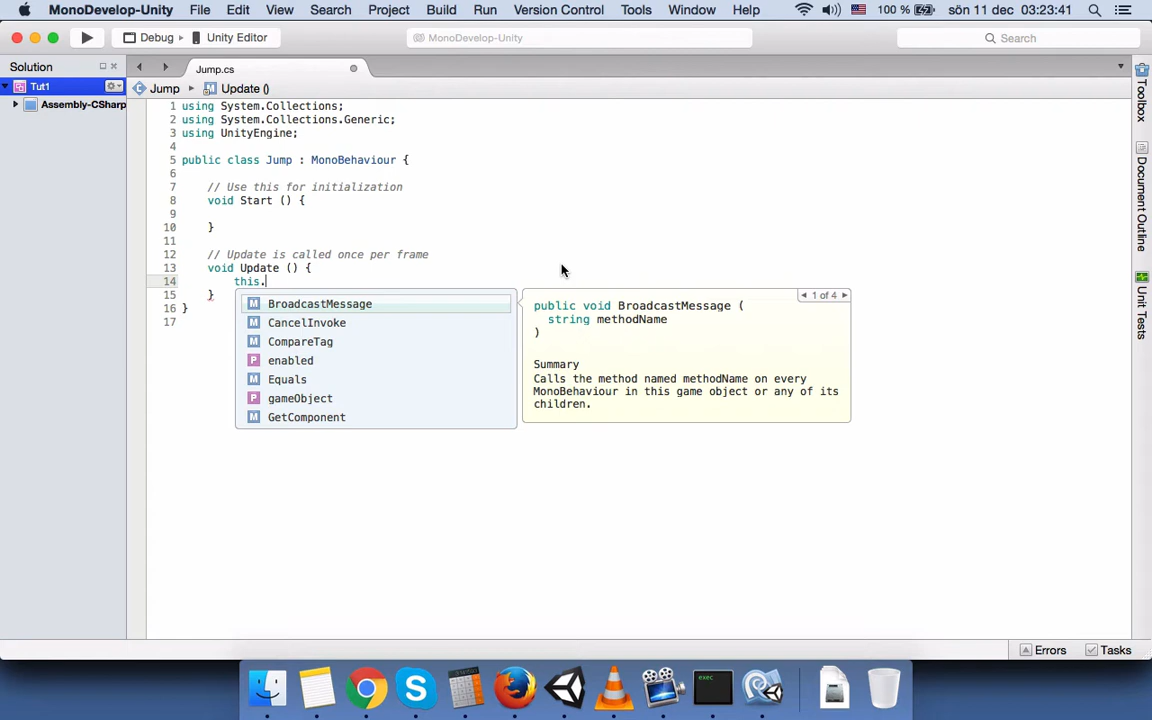 MonoDevelop-Unity File Edit View Search Project Build Run Version Control Tools Window Help 100 % sön 11 dec 03:23:41
Debug Unity Editor MonoDevelop-Unity Search
Solution
Jump.cs
Tut1
Jump Update ()
Assembly-CSharp
1 using System.Collections;
2 using System.Collections.Generic;
3 using UnityEngine;
4
5 public class Jump : MonoBehaviour {
6
7 // Use this for initialization
8 void Start () {
9
10 }
11
12 // Update is called once per frame
13 void Update () {
14 this.
15 }
16 }
17
M BroadcastMessage
M CancelInvoke
M CompareTag
P enabled
M Equals
P gameObject
M GetComponent
1 of 4
public void BroadcastMessage (
string methodName
)
Summary
Calls the method named methodName on every
MonoBehaviour in this game object or any of its
children.
Toolbox
Document Outline
Unit Tests
Errors Tasks
exec